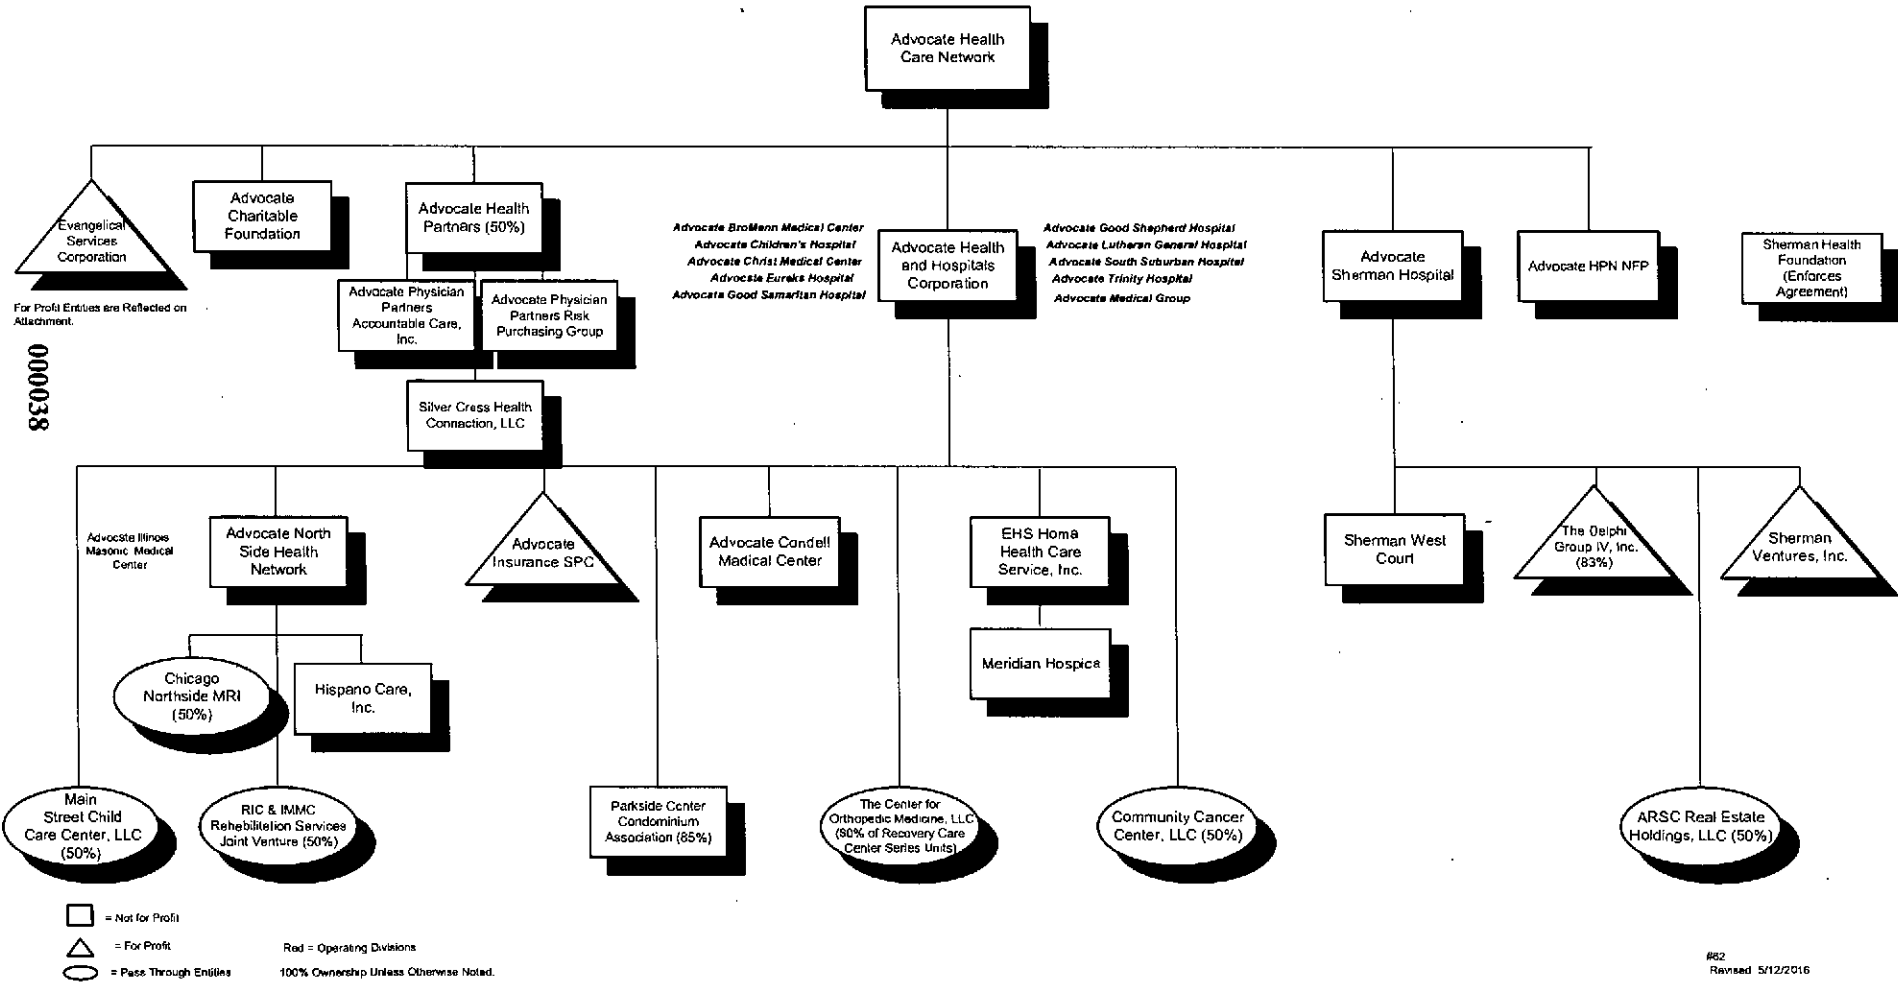 Advocate Health
Care Network
Evangelical
Services
Corporation
For Profit Entities are Reflected on
Attachment.
000038
Advocate
Charitable
Foundation
Advocate Health
Partners (50%)
Advocate Physician
Partners
Accountable Care,
Inc.
Advocate Physician
Partners Risk
Purchasing Group
Silver Cross Health
Connection, LLC
Advocate BroMenn Medical Center
Advocate Children's Hospital
Advocate Christ Medical Center
Advocate Eureka Hospital
Advocate Good Samaritan Hospital
Advocate Health
and Hospitals
Corporation
Advocate Good Shepherd Hospital
Advocate Lutheran General Hospital
Advocate South Suburban Hospital
Advocate Trinity Hospital
Advocate Medical Group
Advocate
Sherman Hospital
Advocate HPN NFP
Sherman Health
Foundation
(Enforces
Agreement)
Advocate Illinois
Masonic Medical
Center
Advocate North
Side Health
Network
Advocate
Insurance SPC
Advocate Condell
Medical Center
EHS Home
Health Care
Service, Inc.
Meridian Hospice
Sherman West
Court
The Delphi
Group IV, Inc.
(83%)
Sherman
Ventures, Inc.
Chicago
Northside MRI
(50%)
Hispano Care,
Inc.
Main
Street Child
Care Center, LLC
(50%)
RIC & IMMC
Rehabilitation Services
Joint Venture (50%)
Parkside Center
Condominium
Association (85%)
The Center for
Orthopedic Medicine, LLC
(80% of Recovery Care
Center Series Units)
Community Cancer
Center, LLC (50%)
ARSC Real Estate
Holdings, LLC (50%)
= Not for Profit
= For Profit
Red = Operating Divisions
= Pass Through Entities
100% Ownership Unless Otherwise Noted.
#62
Revised 5/12/2016